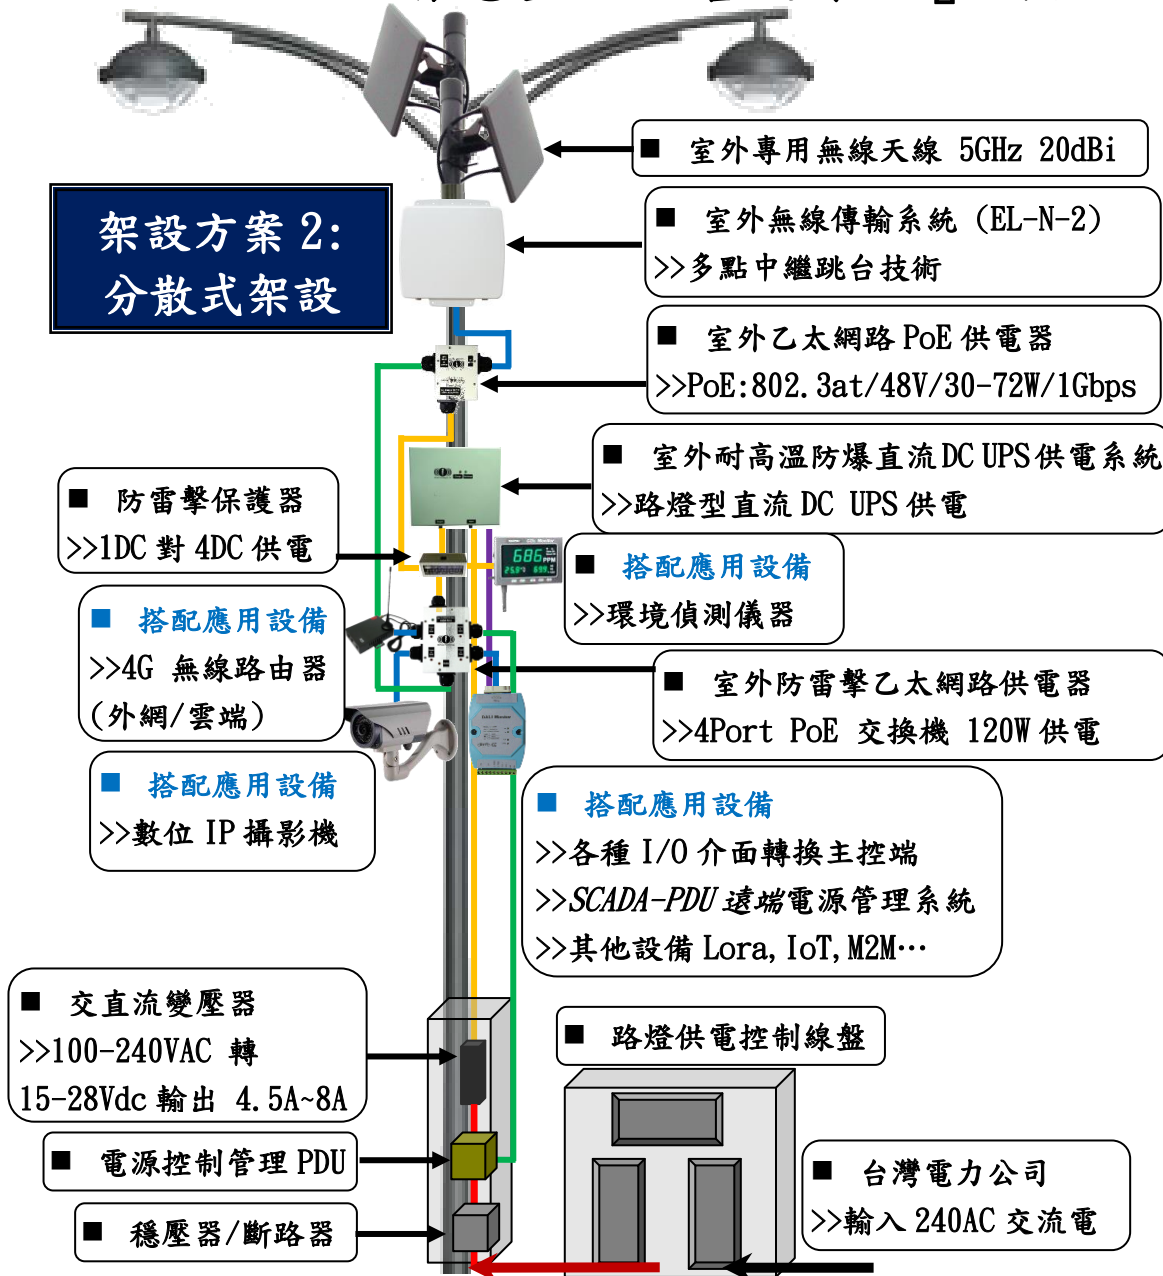 ■ 室外專用無線天線 5GHz 20dBi
架設方案 2:
分散式架設
■ 室外無線傳輸系統 (EL-N-2)
>>多點中繼跳台技術
■ 室外乙太網路 PoE 供電器
>>PoE:802.3at/48V/30-72W/1Gbps
■ 室外耐高溫防爆直流 DC UPS 供電系統
>>路燈型直流 DC UPS 供電
■ 防雷擊保護器
>>1DC 對 4DC 供電
■ 搭配應用設備
>>環境偵測儀器
■ 搭配應用設備
>>4G 無線路由器
(外網/雲端)
■ 室外防雷擊乙太網路供電器
>>4Port PoE 交換機 120W 供電
■ 搭配應用設備
>>數位 IP 攝影機
■ 搭配應用設備
>>各種 I/O 介面轉換主控端
>>SCADA-PDU 遠端電源管理系統
>>其他設備 Lora, IoT, M2M…
■ 交直流變壓器
>>100-240VAC 轉
15-28Vdc 輸出 4.5A~8A
■ 路燈供電控制線盤
■ 電源控制管理 PDU
■ 台灣電力公司
>>輸入 240AC 交流電
■ 穩壓器/斷路器